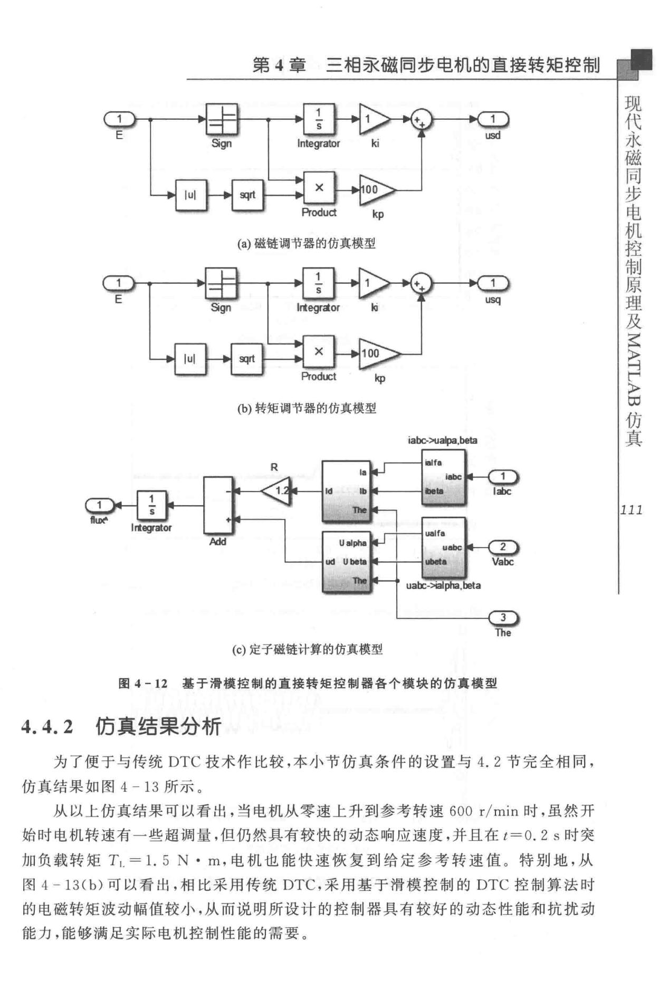 第 4 章 三相永磁同步电机的直接转矩控制
1
E
Sign
1
s
Integrator
1
ki
1
usd
|u|
sqrt
×
Product
100
kp
(a) 磁链调节器的仿真模型
1
E
Sign
1
s
Integrator
1
ki
1
usq
|u|
sqrt
×
Product
100
kp
(b) 转矩调节器的仿真模型
iabc->ualpa,beta
ialfa
iabc
ibeta
1
Iabc
Ia
Id Ib
The
R
1.2
1
flux^
1
s
Integrator
−
+
Add
U alpha
ud U beta
The
ualfa
uabc
ubeta
uabc->ialpha,beta
2
Vabc
3
The
(c) 定子磁链计算的仿真模型
图 4-12 基于滑模控制的直接转矩控制器各个模块的仿真模型
4.4.2 仿真结果分析
为了便于与传统 DTC 技术作比较,本小节仿真条件的设置与 4.2 节完全相同,
仿真结果如图 4-13 所示。
从以上仿真结果可以看出,当电机从零速上升到参考转速 600 r/min 时,虽然开
始时电机转速有一些超调量,但仍然具有较快的动态响应速度,并且在 t=0.2 s 时突
加负载转矩 TL=1.5 N·m,电机也能快速恢复到给定参考转速值。特别地,从
图 4-13(b) 可以看出,相比采用传统 DTC,采用基于滑模控制的 DTC 控制算法时
的电磁转矩波动幅值较小,从而说明所设计的控制器具有较好的动态性能和抗扰动
能力,能够满足实际电机控制性能的需要。
现代永磁同步电机控制原理及MATLAB仿真
111